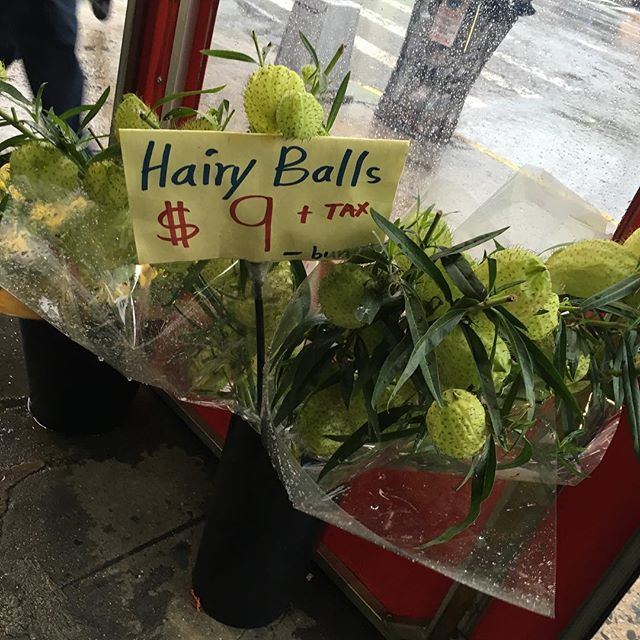 Hairy Balls
$9 + TAX